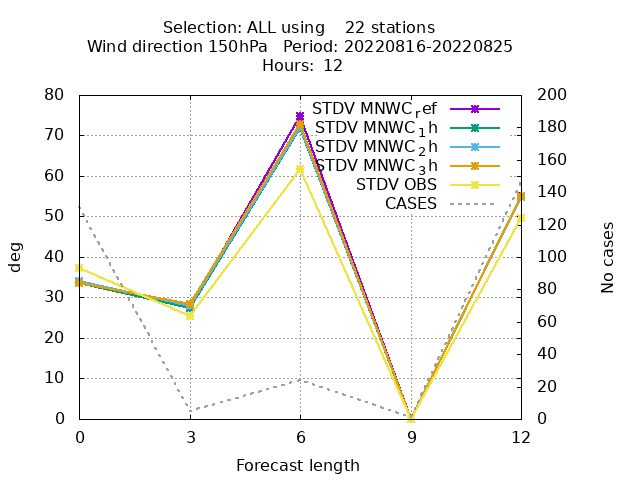 Selection: ALL using    22 stations
Wind direction 150hPa   Period: 20220816-20220825
Hours:  12
deg
No cases
80
70
60
50
40
30
20
10
0
200
180
160
140
120
100
80
60
40
20
0
STDV MNWC_ref
STDV MNWC_1h
STDV MNWC_2h
STDV MNWC_3h
STDV OBS
CASES
0 3 6 9 12
Forecast length